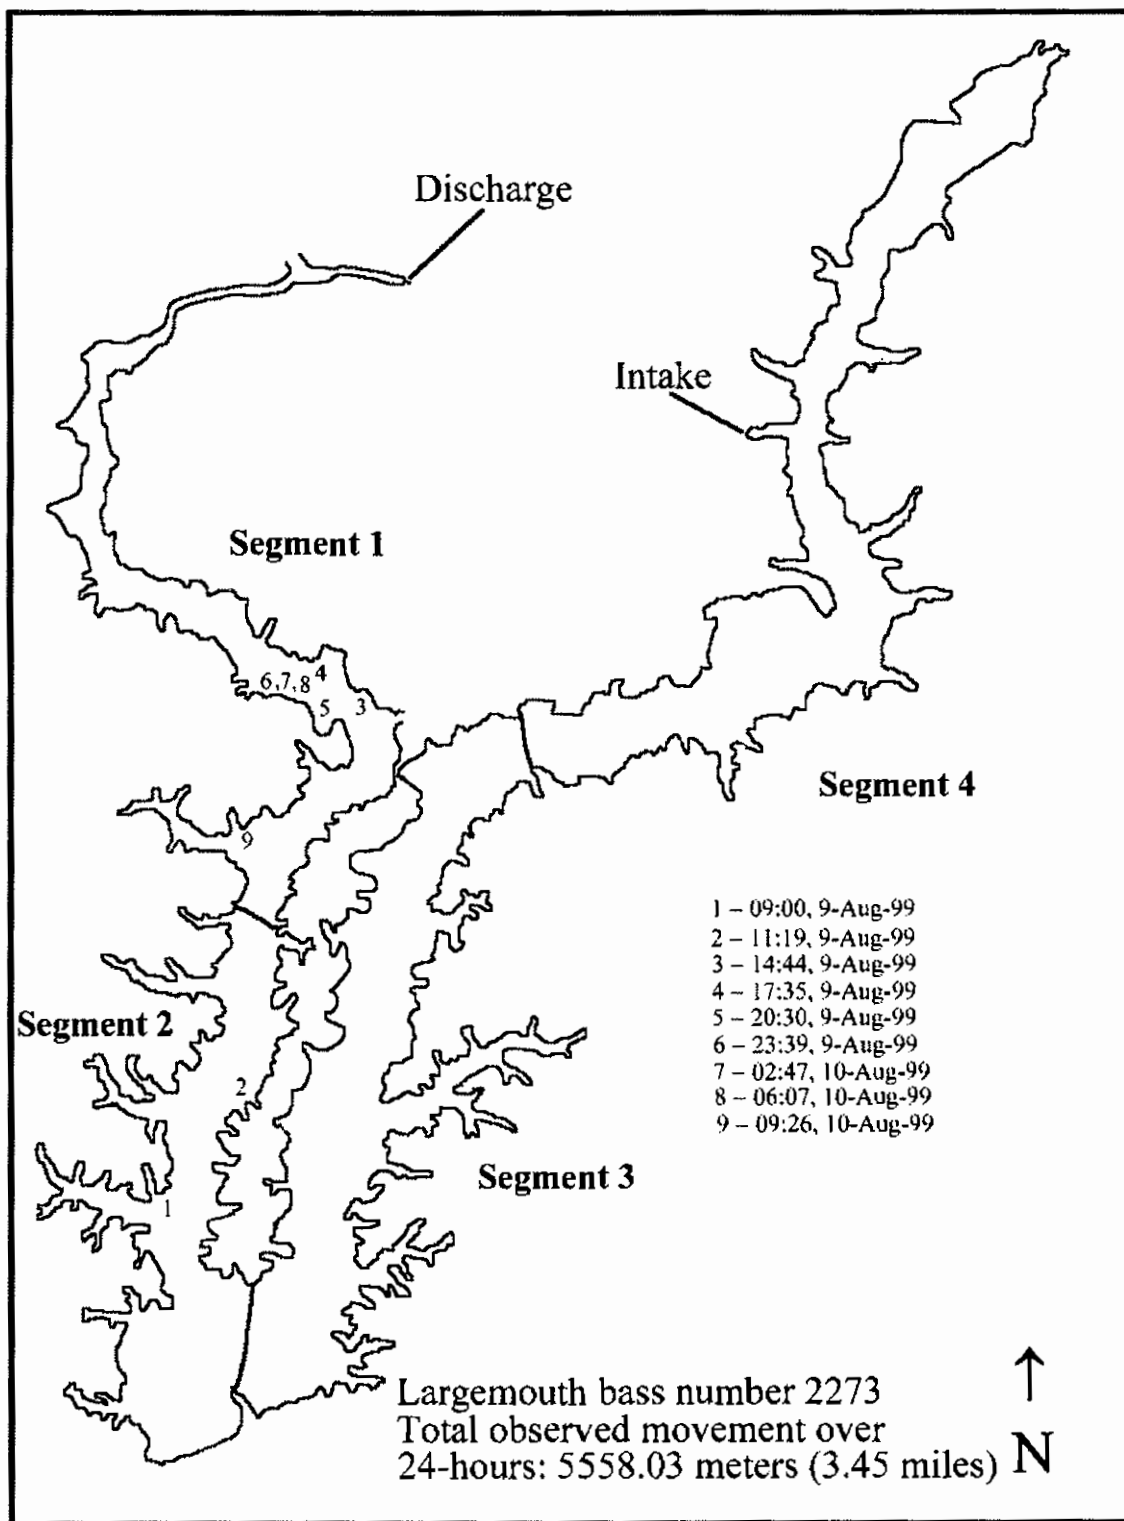 Discharge
Intake
Segment 1
4
6,7,8
5 3
Segment 4
9
1 – 09:00, 9-Aug-99
2 – 11:19, 9-Aug-99
3 – 14:44, 9-Aug-99
4 – 17:35, 9-Aug-99
5 – 20:30, 9-Aug-99
6 – 23:39, 9-Aug-99
7 – 02:47, 10-Aug-99
8 – 06:07, 10-Aug-99
9 – 09:26, 10-Aug-99
Segment 2
2
Segment 3
1
Largemouth bass number 2273
Total observed movement over
24-hours: 5558.03 meters (3.45 miles)
N